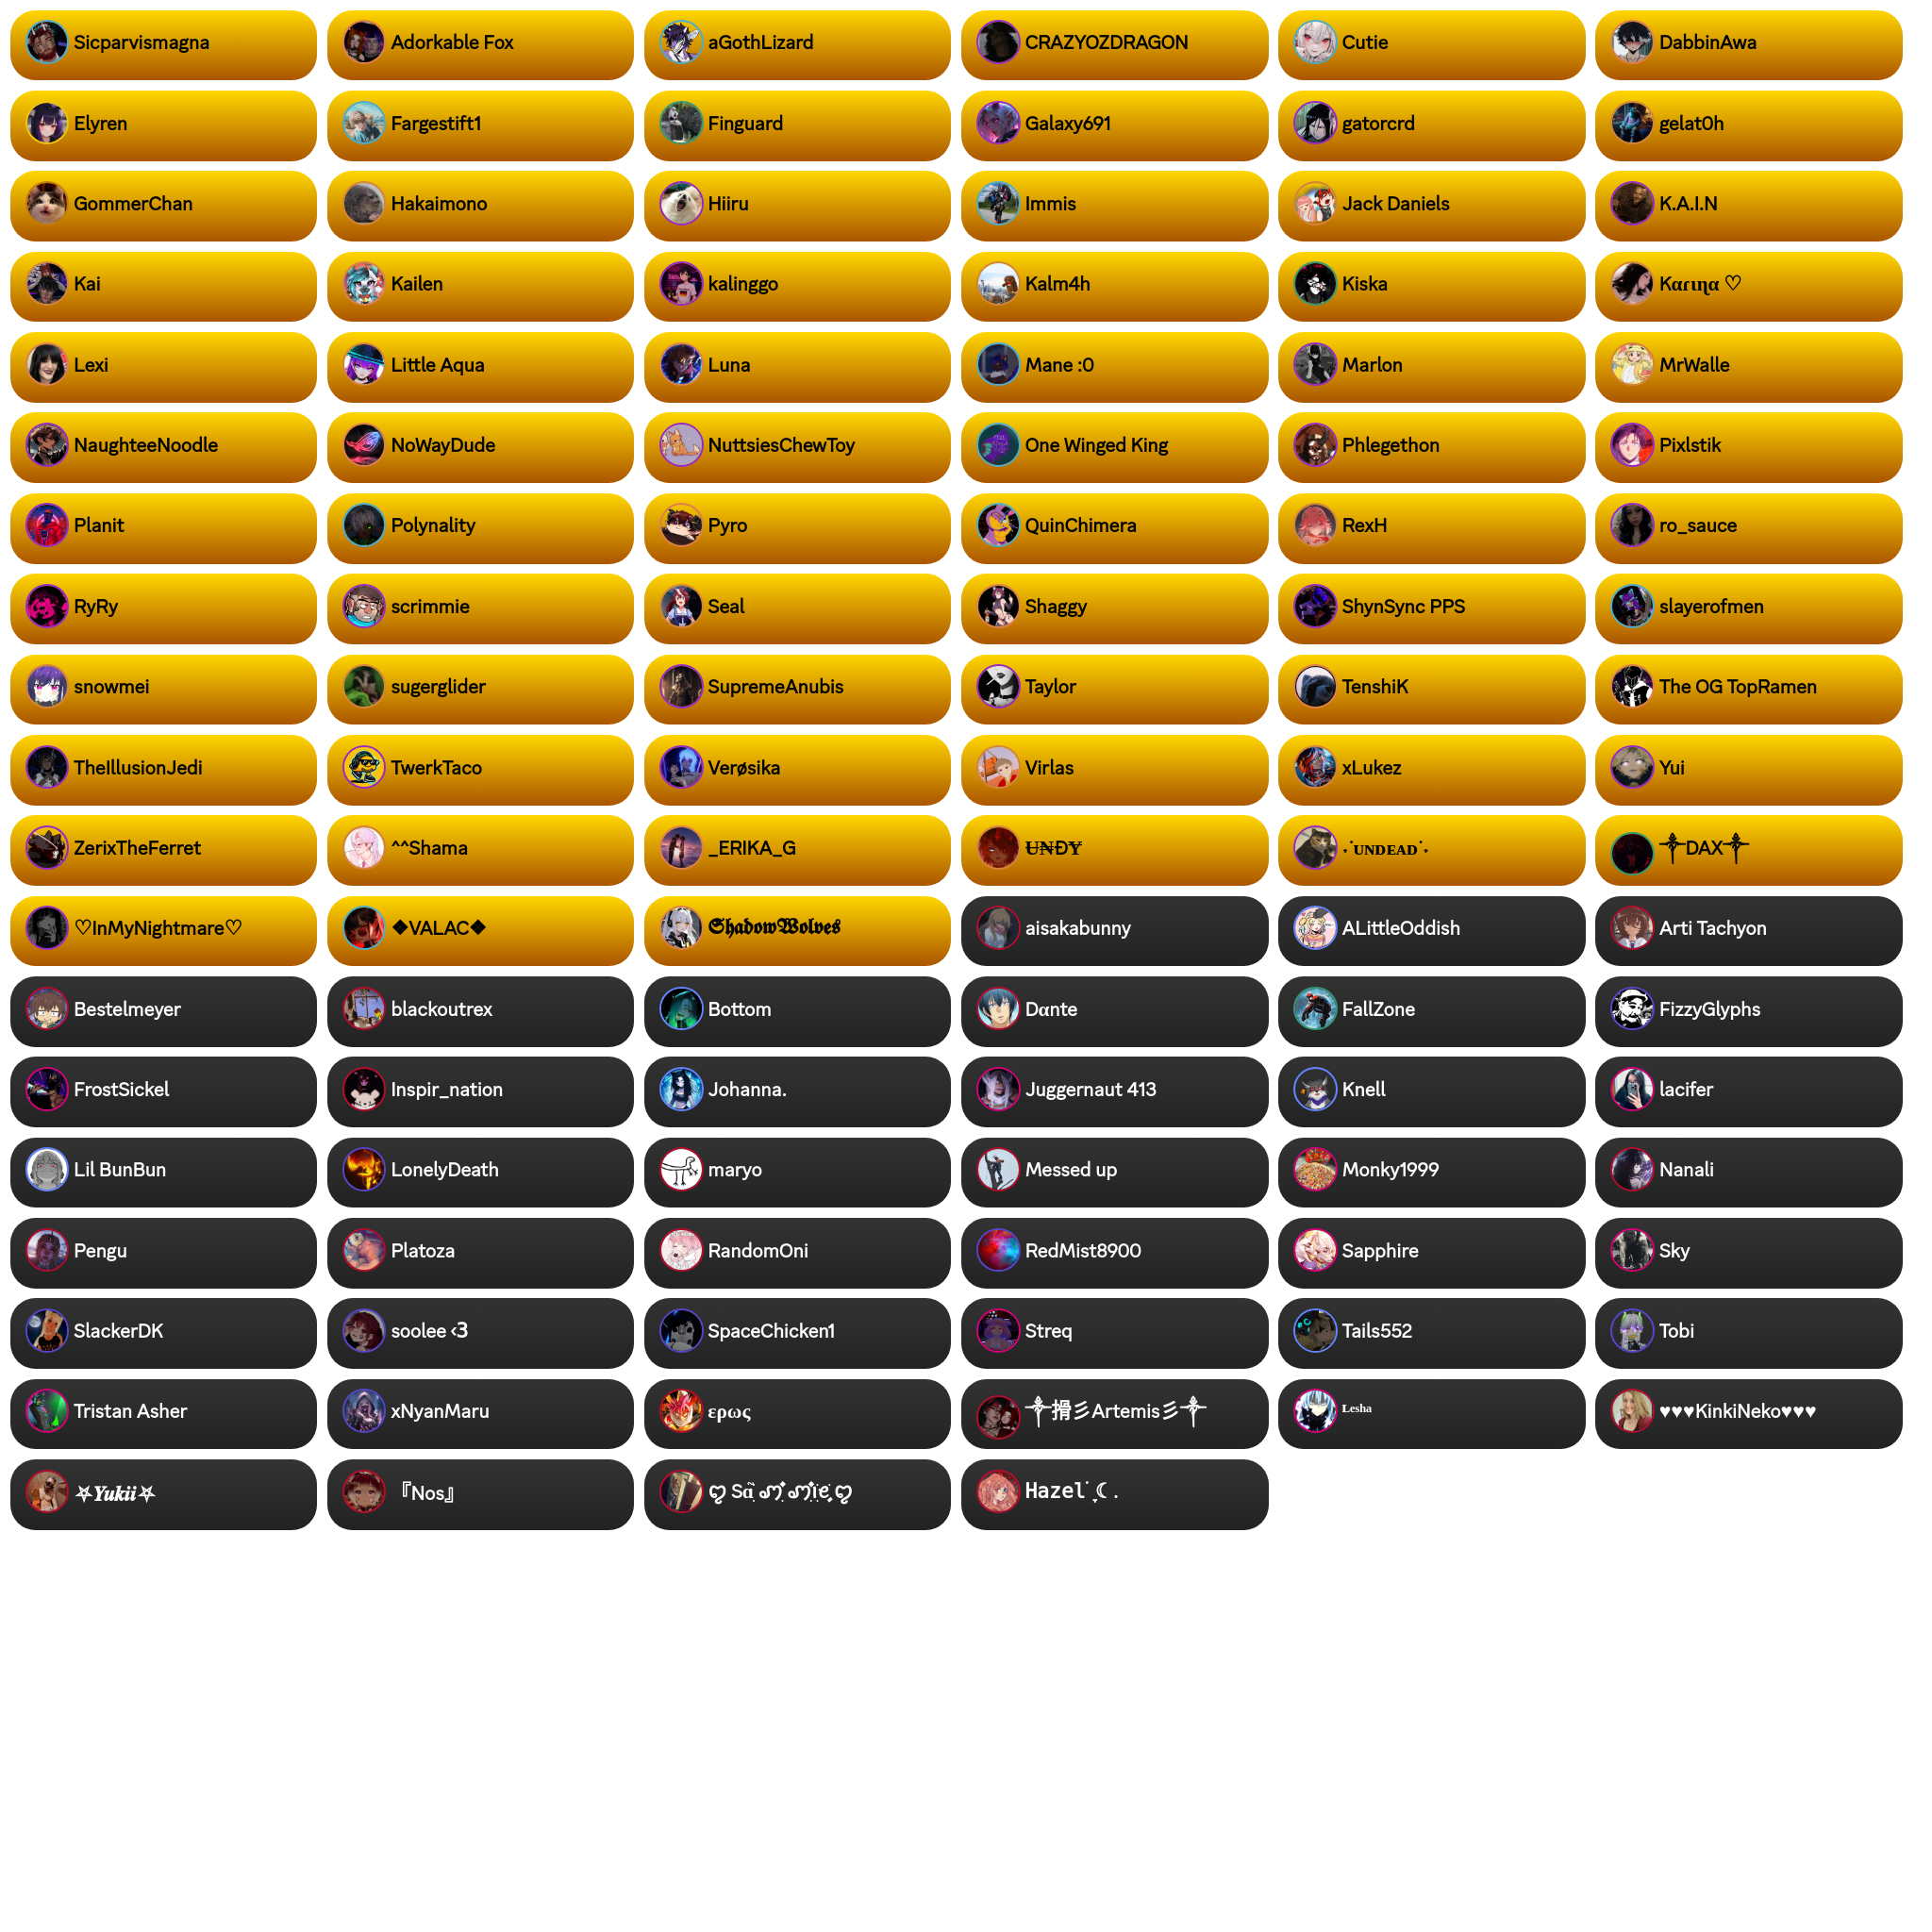 Sicparvismagna
Adorkable Fox
aGothLizard
CRAZYOZDRAGON
Cutie
DabbinAwa
Elyren
Fargestift1
Finguard
Galaxy691
gatorcrd
gelat0h
GommerChan
Hakaimono
Hiiru
Immis
Jack Daniels
K.A.I.N
Kai
Kailen
kalinggo
Kalm4h
Kiska
Kαɾιɳα ♡
Lexi
Little Aqua
Luna
Mane :0
Marlon
MrWalle
NaughteeNoodle
NoWayDude
NuttsiesChewToy
One Winged King
Phlegethon
Pixlstik
Planit
Polynality
Pyro
QuinChimera
RexH
ro_sauce
RyRy
scrimmie
Seal
Shaggy
ShynSync PPS
slayerofmen
snowmei
sugerglider
SupremeAnubis
Taylor
TenshiK
The OG TopRamen
TheIllusionJedi
TwerkTaco
Verøsika
Virlas
xLukez
Yui
ZerixTheFerret
^^Shama
_ERIKA_G
U̶₦ĐɎ
˖˙ᴜɴᴅᴇᴀᴅ˙˖
༒DAX༒
♡InMyNightmare♡
❖VALAC❖
𝕾𝖍𝖆𝖉𝖔𝖜𝖂𝖔𝖑𝖛𝖊𝖘
aisakabunny
ALittleOddish
Arti Tachyon
Bestelmeyer
blackoutrex
Bottom
Dαnte
FallZone
FizzyGlyphs
FrostSickel
Inspir_nation
Johanna.
Juggernaut 413
Knell
lacifer
Lil BunBun
LonelyDeath
maryo
Messed up
Monky1999
Nanali
Pengu
Platoza
RandomOni
RedMist8900
Sapphire
Sky
SlackerDK
soolee <3
SpaceChicken1
Streq
Tails552
Tobi
Tristan Asher
xNyanMaru
ερως
༒搰彡Artemis彡༒
ᴸᵉˢʰᵃ
♥♥♥KinkiNeko♥♥♥
⛧𝒀𝒖𝒌𝒊𝒊⛧
『Nos』
Hazel ̇ ̟☾.